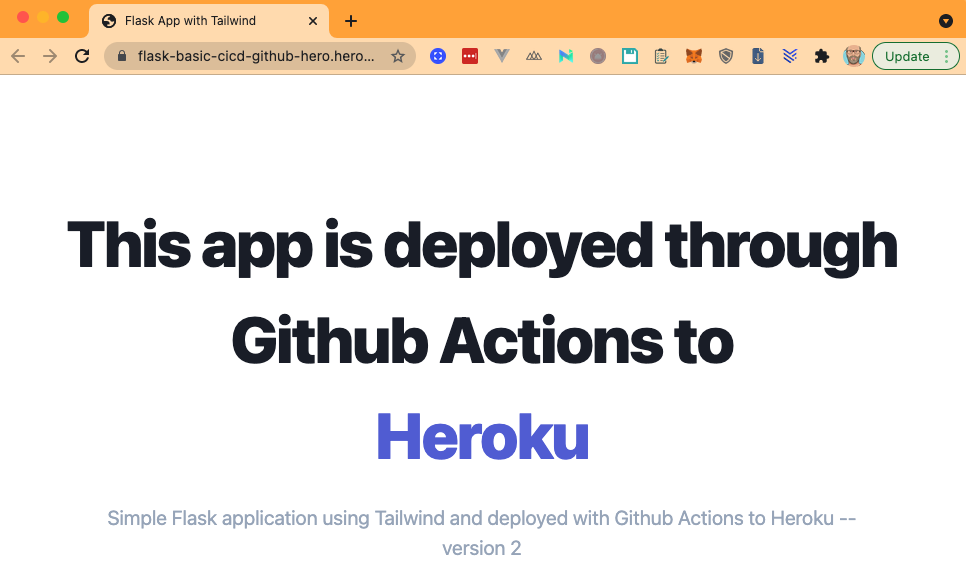 Flask App with Tailwind
flask-basic-cicd-github-hero.hero...
Update
This app is deployed through
Github Actions to
Heroku
Simple Flask application using Tailwind and deployed with Github Actions to Heroku --
version 2